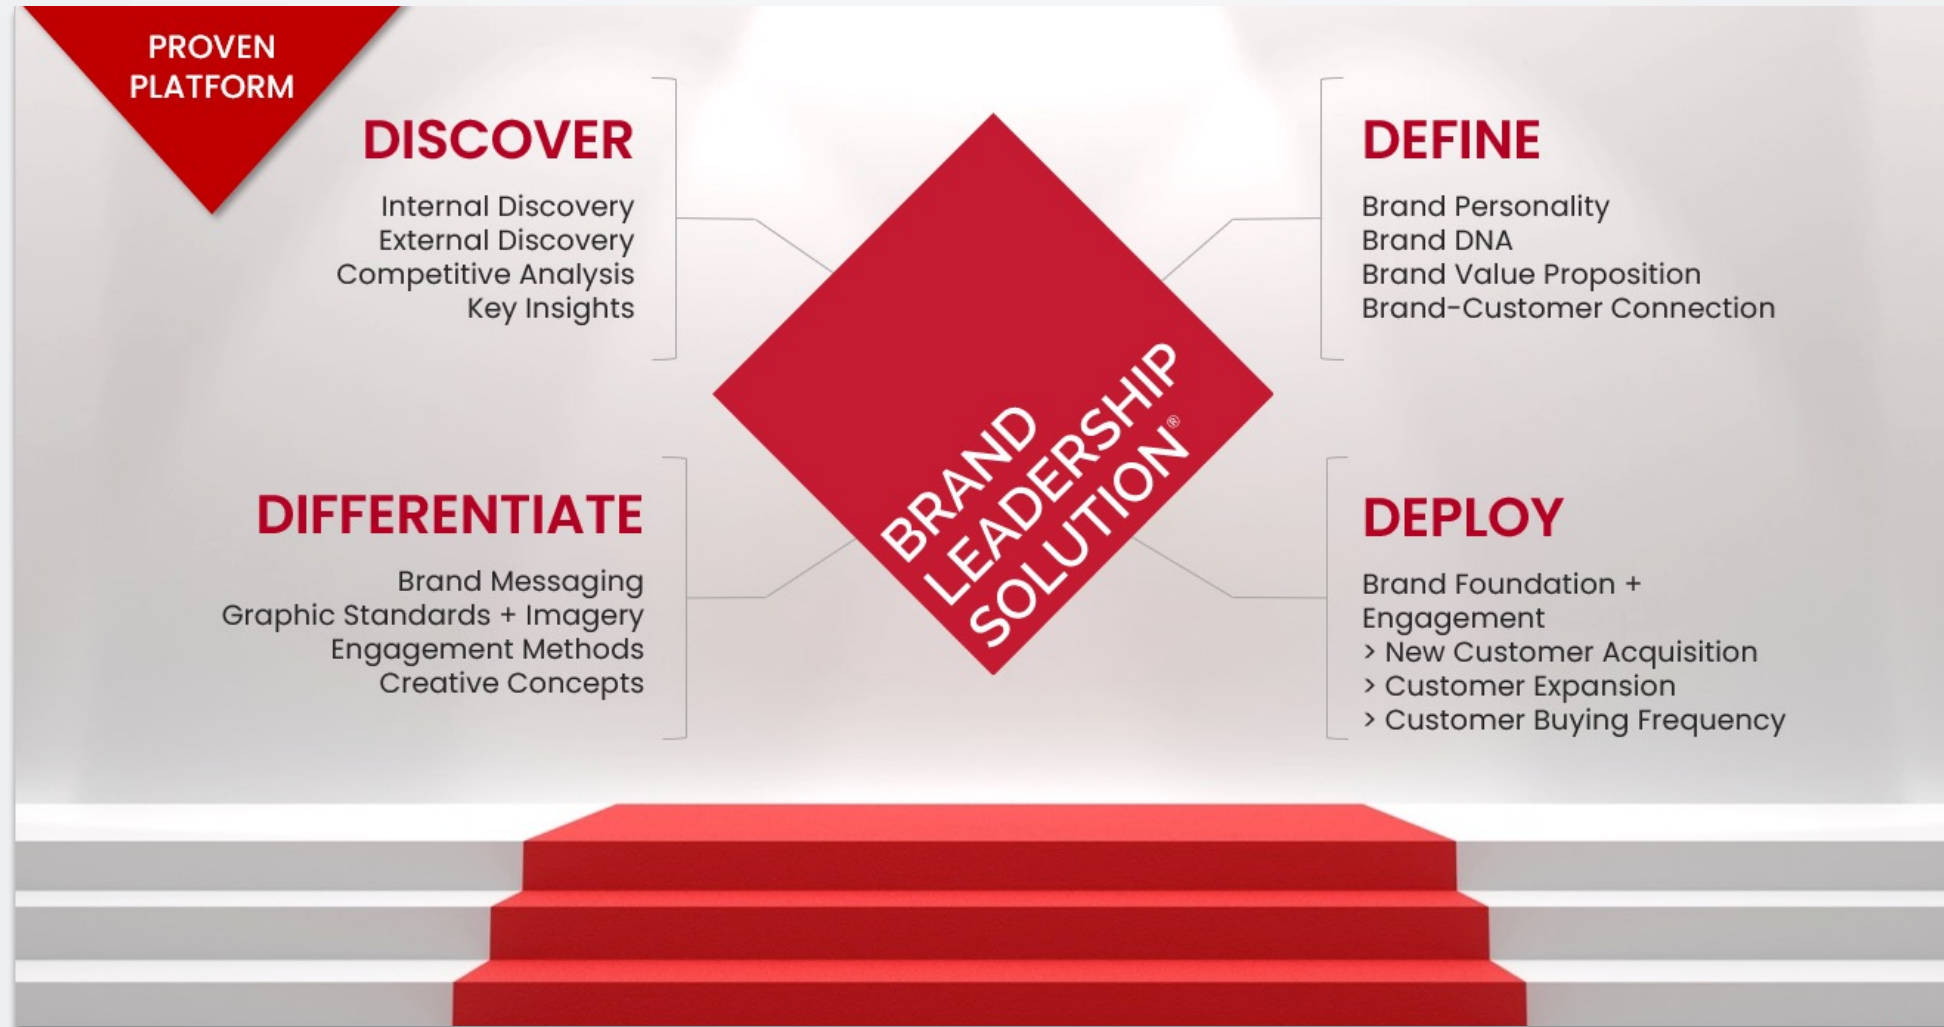 PROVEN
PLATFORM
DISCOVER
Internal Discovery
External Discovery
Competitive Analysis
Key Insights
DEFINE
Brand Personality
Brand DNA
Brand Value Proposition
Brand-Customer Connection
BRAND
LEADERSHIP
SOLUTION®
DIFFERENTIATE
Brand Messaging
Graphic Standards + Imagery
Engagement Methods
Creative Concepts
DEPLOY
Brand Foundation +
Engagement
> New Customer Acquisition
> Customer Expansion
> Customer Buying Frequency